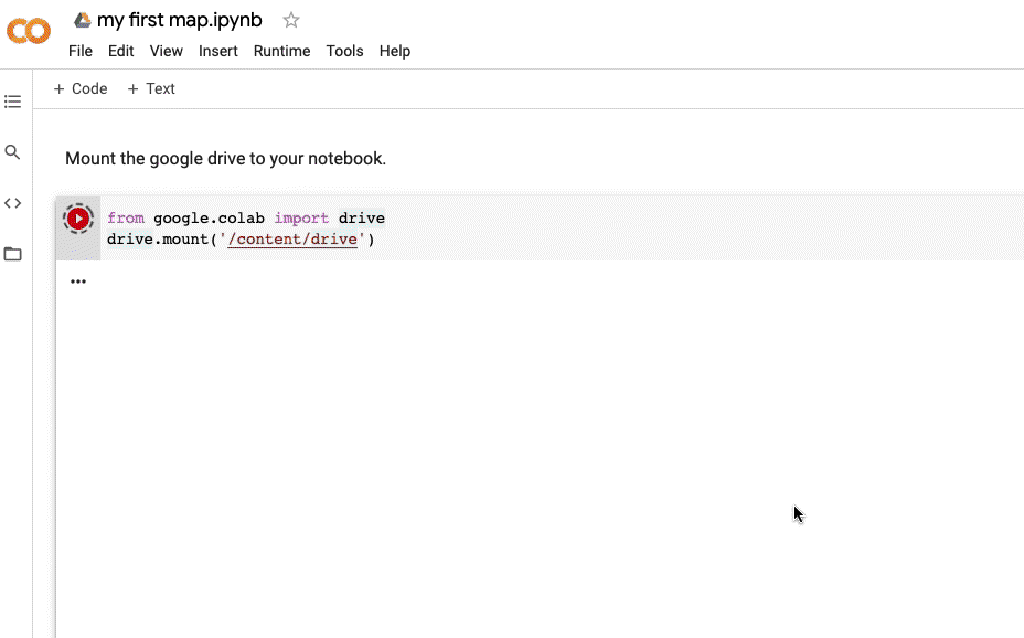 my first map.ipynb
File Edit View Insert Runtime Tools Help
+ Code + Text
Mount the google drive to your notebook.
from google.colab import drive
drive.mount('/content/drive')